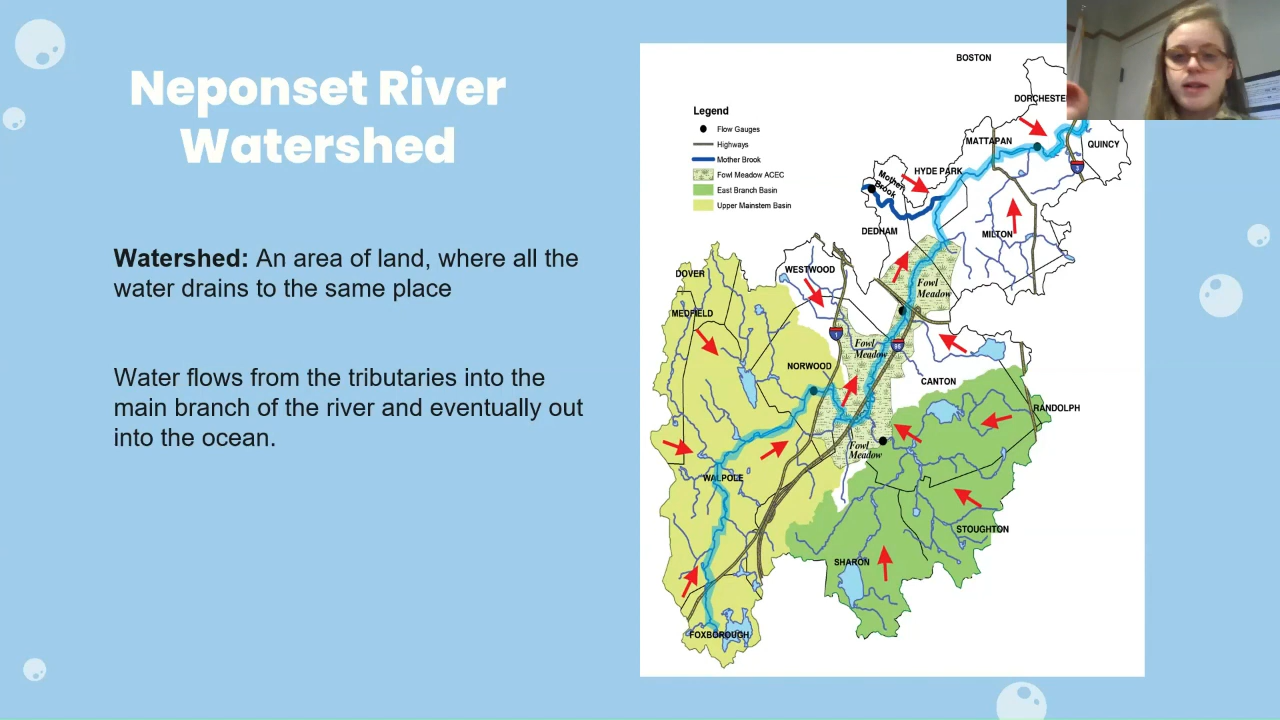 Neponset River
Watershed
Watershed: An area of land, where all the
water drains to the same place
Water flows from the tributaries into the
main branch of the river and eventually out
into the ocean.
Legend
Flow Gauges
Highways
Mother Brook
Fowl Meadow ACEC
East Branch Basin
Upper Mainstem Basin
BOSTON
DORCHESTE
MATTAPAN
QUINCY
3
HYDE PARK
Mother
Brook
DEDHAM
MILTON
WESTWOOD
DOVER
Fowl
Meadow
MEDFIELD
1
95
Fowl
Meadow
NORWOOD
CANTON
RANDOLPH
Fowl
Meadow
WALPOLE
STOUGHTON
SHARON
FOXBOROUGH